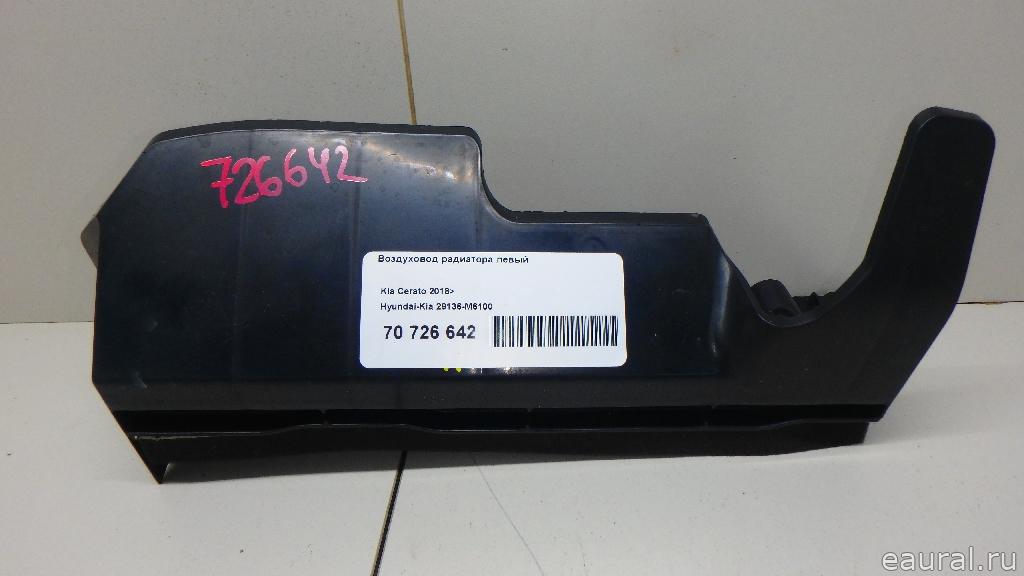 726642
Воздуховод радиатора левый
Kia Cerato 2018>
Hyundai-Kia 29136-M6100
70 726 642
eaural.ru